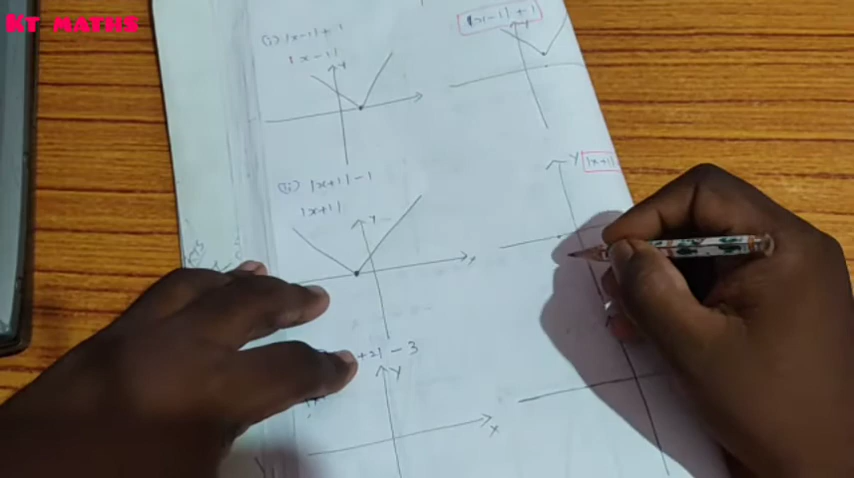 KT MATHS
(i) |x-1|+1
|x-1|
Y
|x-1|+1
Y
(ii) |x+1|-1
|x+1|
Y
x
Y
|x+1|
+2|-3
Y
x